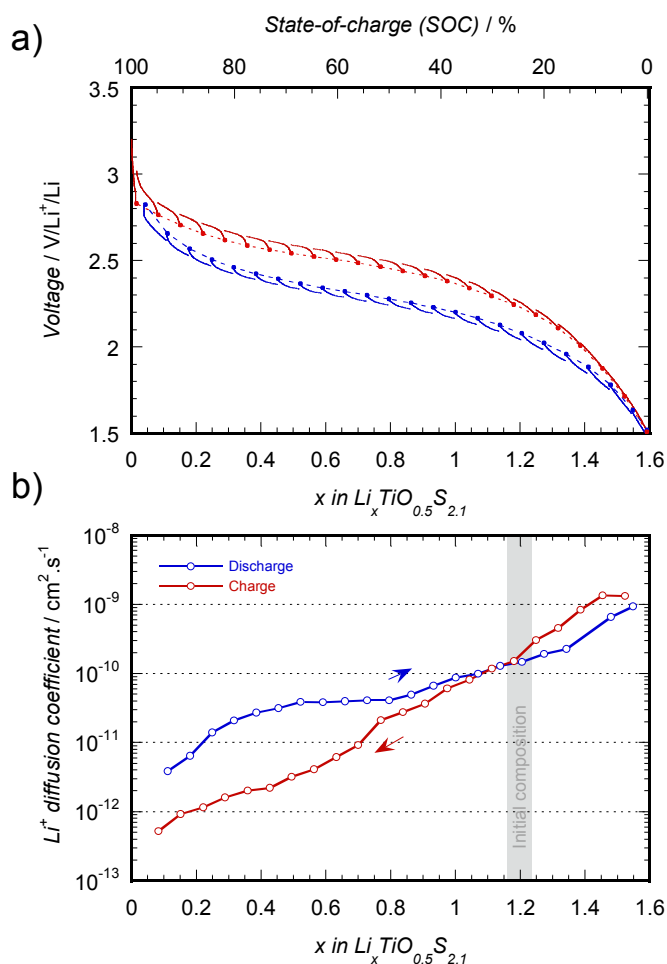 a)
State-of-charge (SOC) / %
100 80 60 40 20 0
3.5
3
2.5
2
1.5
Voltage / V/Li⁺/Li
0 0.2 0.4 0.6 0.8 1 1.2 1.4 1.6
x in LiₓTiO₀.₅S₂.₁
b)
10⁻⁸
10⁻⁹
10⁻¹⁰
10⁻¹¹
10⁻¹²
10⁻¹³
Li⁺ diffusion coefficient / cm².s⁻¹
Discharge
Charge
Initial composition
0 0.2 0.4 0.6 0.8 1 1.2 1.4 1.6
x in LiₓTiO₀.₅S₂.₁